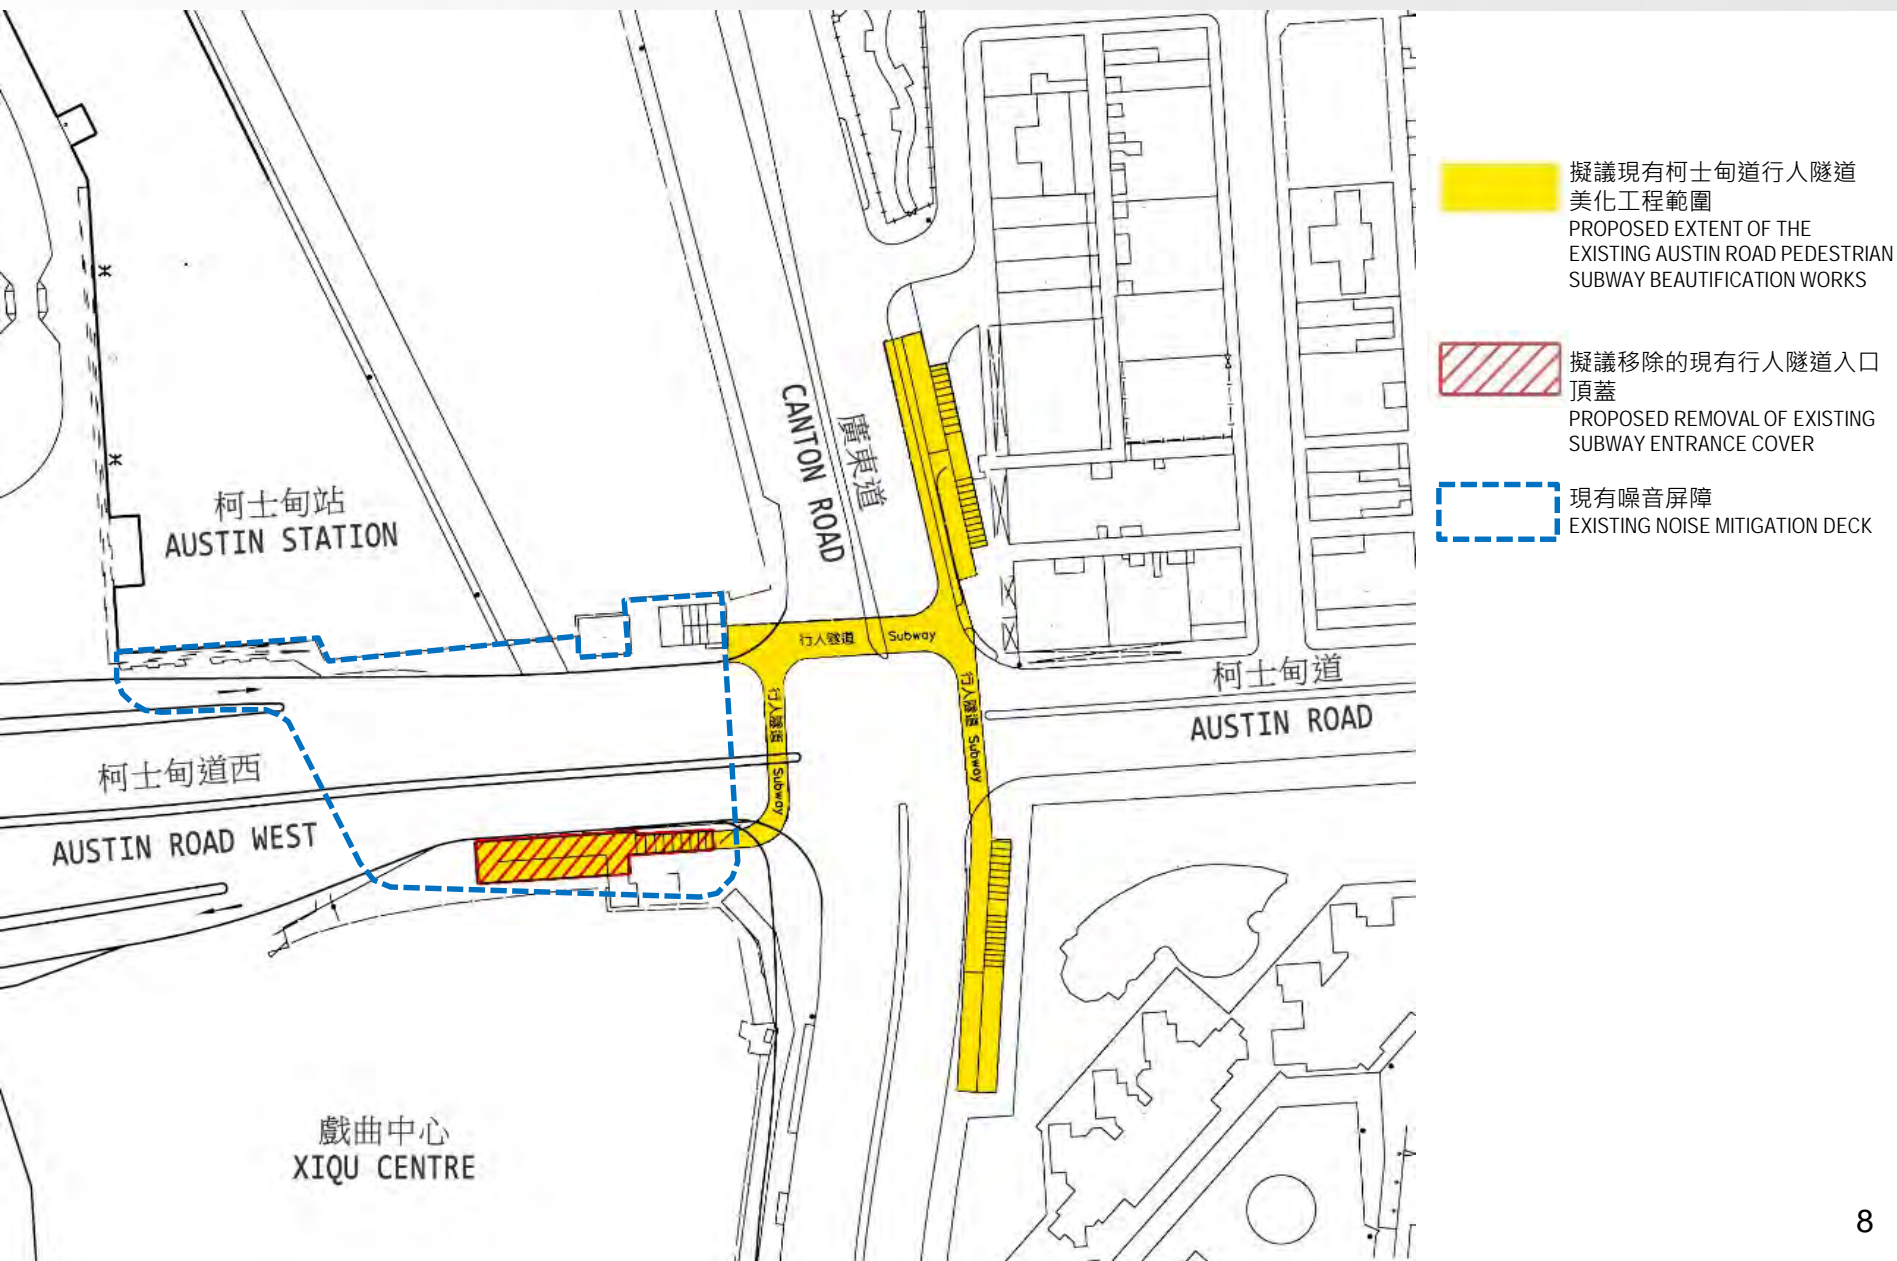 擬議現有柯士甸道行人隧道
美化工程範圍
PROPOSED EXTENT OF THE
EXISTING AUSTIN ROAD PEDESTRIAN
SUBWAY BEAUTIFICATION WORKS
擬議移除的現有行人隧道入口
頂蓋
PROPOSED REMOVAL OF EXISTING
SUBWAY ENTRANCE COVER
現有噪音屏障
EXISTING NOISE MITIGATION DECK
廣東道
CANTON ROAD
柯士甸站
AUSTIN STATION
行人隧道 Subway
行人隧道 Subway
行人隧道 Subway
柯士甸道
AUSTIN ROAD
柯士甸道西
AUSTIN ROAD WEST
戲曲中心
XIQU CENTRE
8